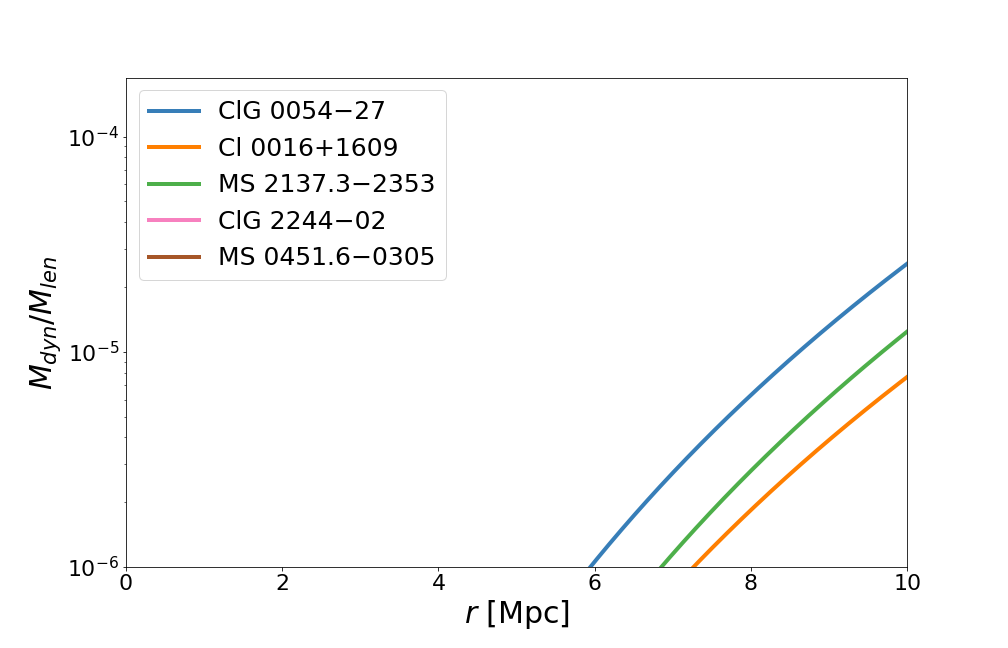 ClG 0054−27
Cl 0016+1609
MS 2137.3−2353
ClG 2244−02
MS 0451.6−0305
10⁻⁴
10⁻⁵
10⁻⁶
M_dyn/M_len
0 2 4 6 8 10
r [Mpc]